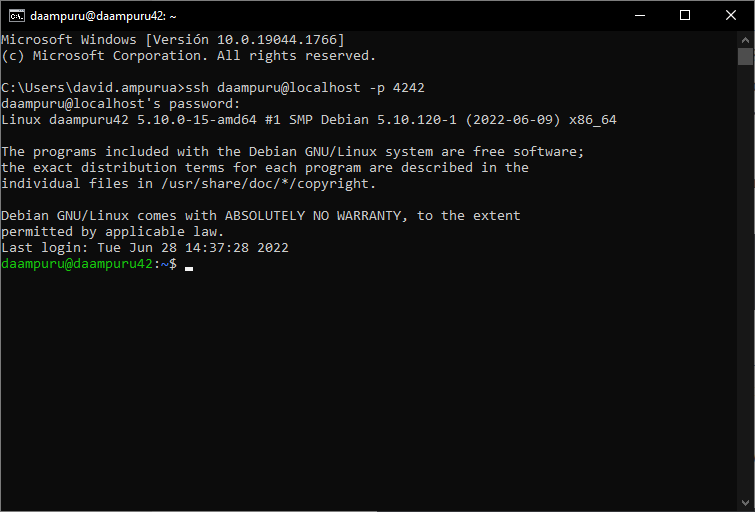 daampuru@daampuru42: ~
Microsoft Windows [Versión 10.0.19044.1766]
(c) Microsoft Corporation. All rights reserved.
C:\Users\david.ampurua>ssh daampuru@localhost -p 4242
daampuru@localhost's password:
Linux daampuru42 5.10.0-15-amd64 #1 SMP Debian 5.10.120-1 (2022-06-09) x86_64
The programs included with the Debian GNU/Linux system are free software;
the exact distribution terms for each program are described in the
individual files in /usr/share/doc/*/copyright.
Debian GNU/Linux comes with ABSOLUTELY NO WARRANTY, to the extent
permitted by applicable law.
Last login: Tue Jun 28 14:37:28 2022
daampuru@daampuru42:~$